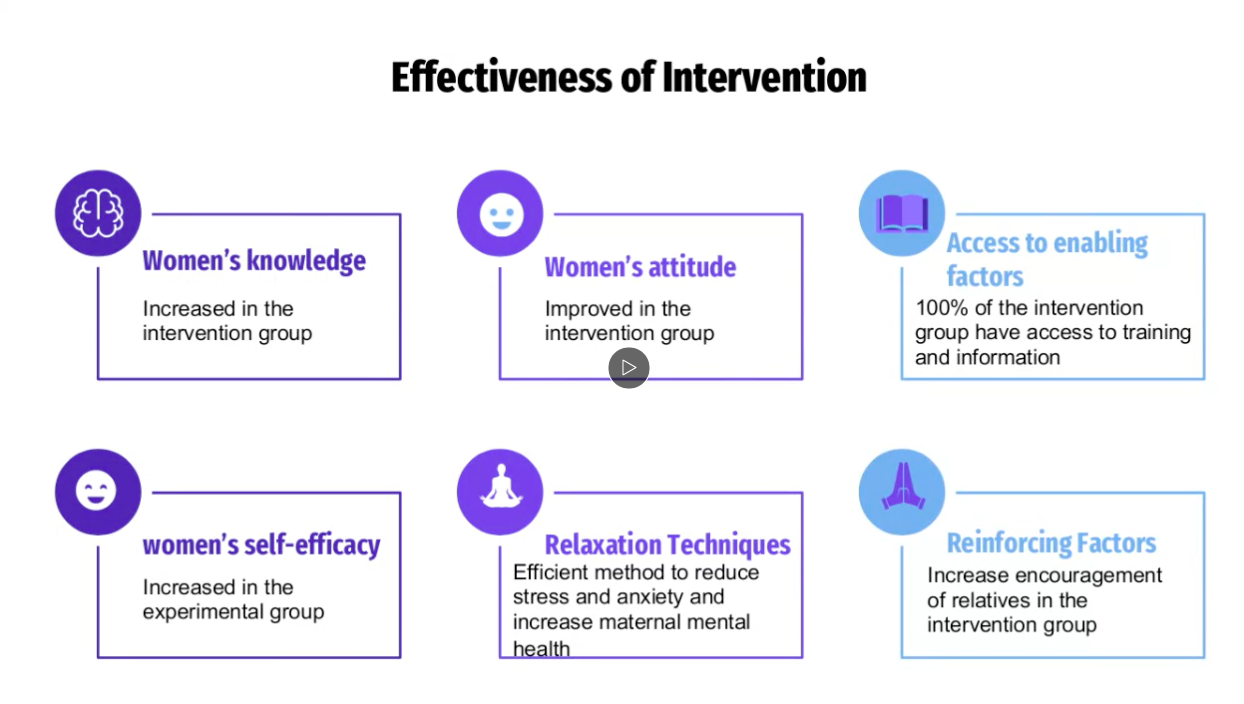 Effectiveness of Intervention
Women's knowledge
Increased in the
intervention group
Women's attitude
Improved in the
intervention group
Access to enabling
factors
100% of the intervention
group have access to training
and information
women's self-efficacy
Increased in the
experimental group
Relaxation Techniques
Efficient method to reduce
stress and anxiety and
increase maternal mental
health
Reinforcing Factors
Increase encouragement
of relatives in the
intervention group